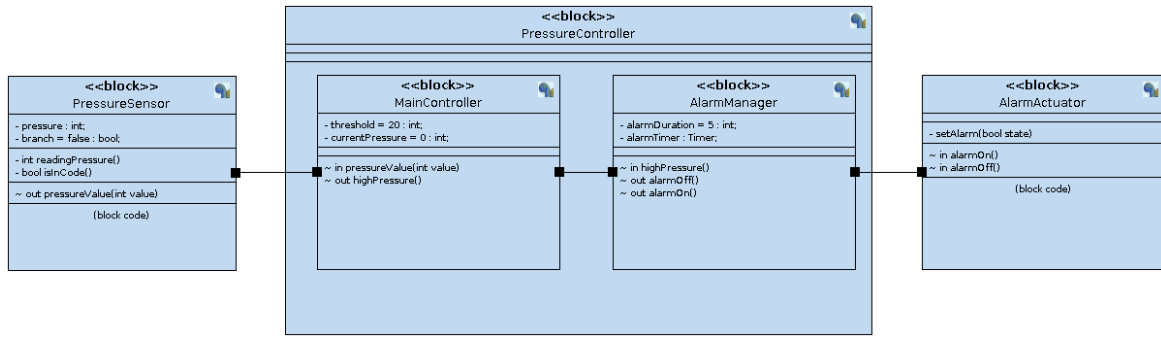 <<block>>
PressureController
<<block>>
PressureSensor
- pressure : int;
- branch = false : bool;
- int readingPressure()
- bool isInCode()
~ out pressureValue(int value)
(block code)
<<block>>
MainController
- threshold = 20 : int;
- currentPressure = 0 : int;
~ in pressureValue(int value)
~ out highPressure()
<<block>>
AlarmManager
- alarmDuration = 5 : int;
- alarmTimer : Timer;
~ in highPressure()
~ out alarmOff()
~ out alarmOn()
<<block>>
AlarmActuator
- setAlarm(bool state)
~ in alarmOn()
~ in alarmOff()
(block code)